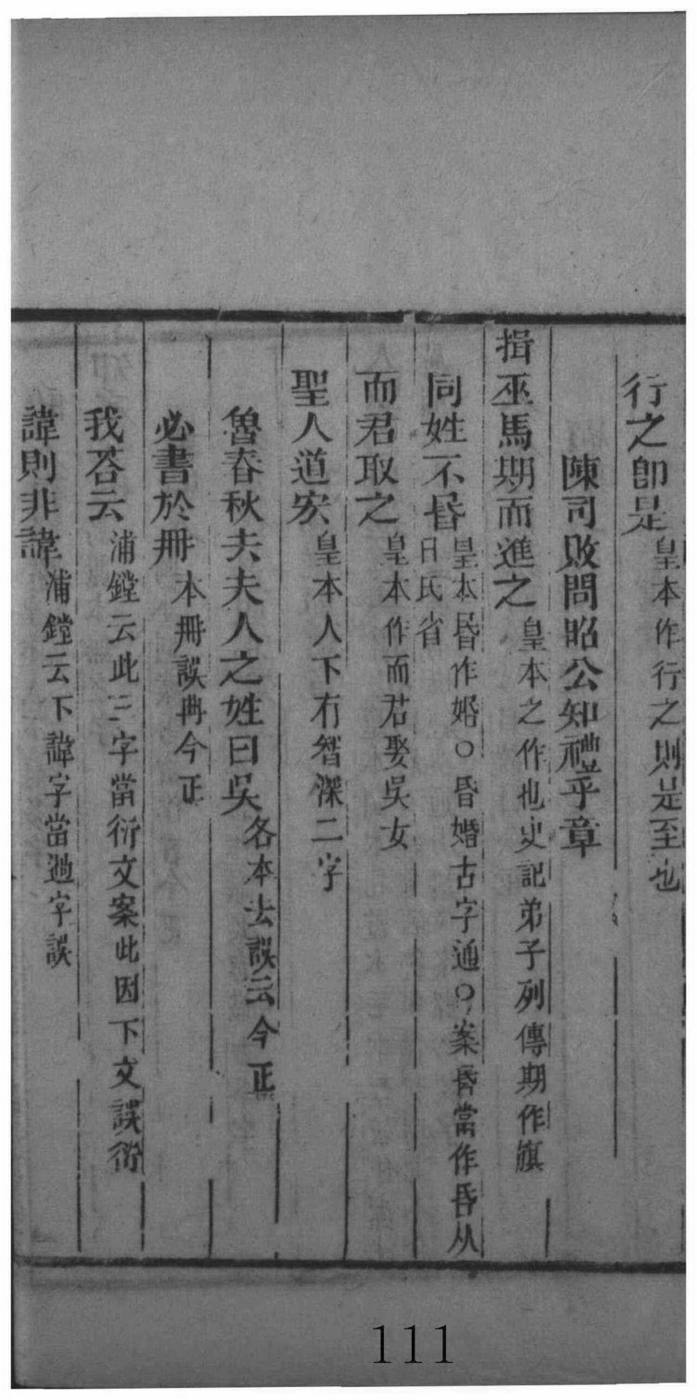 行之即是皇本作行之則是至也
陳司敗問昭公知禮乎章
揖巫馬期而進之皇本之作也史記弟子列傳期作旗
同姓不昏皇本昏作婚○昏婚古字通○案昏當作昬从
日氏省
而君取之皇本作而君娶吳女
聖人道宏皇本人下有智深二字
魯春秋去夫人之姓曰吳各本去誤云今正
必書於冊本冊誤冉今正
我荅云浦鏜云此三字當衍文案此因下文誤衍
諱則非諱浦鏜云下諱字當過字誤
111